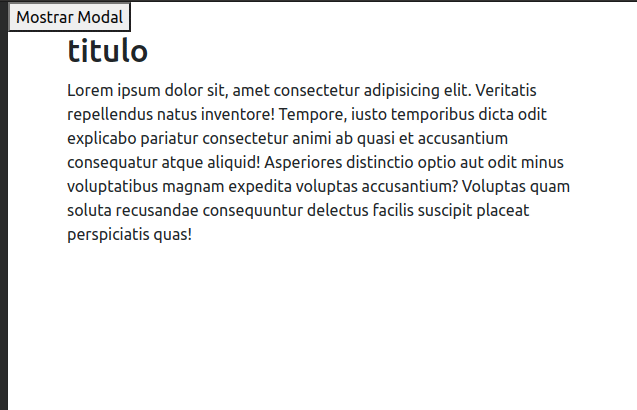 Mostrar Modal
titulo
Lorem ipsum dolor sit, amet consectetur adipisicing elit. Veritatis
repellendus natus inventore! Tempore, iusto temporibus dicta odit
explicabo pariatur consectetur animi ab quasi et accusantium
consequatur atque aliquid! Asperiores distinctio optio aut odit minus
voluptatibus magnam expedita voluptas accusantium? Voluptas quam
soluta recusandae consequuntur delectus facilis suscipit placeat
perspiciatis quas!